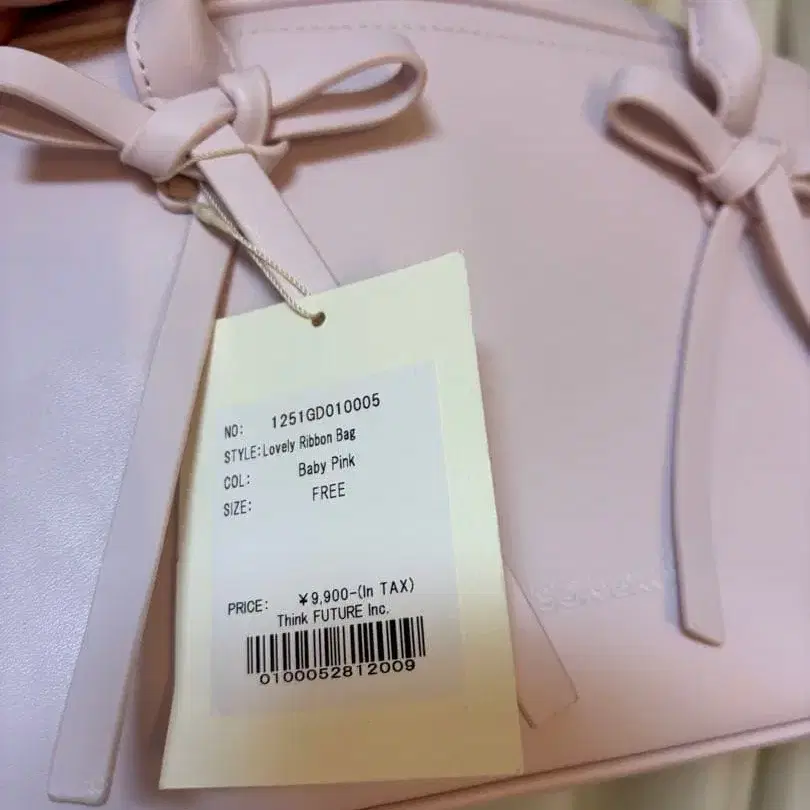 NO: 1251GD010005
STYLE:Lovely Ribbon Bag
COL: Baby Pink
SIZE: FREE
PRICE: ¥9,900-(In TAX)
Think FUTURE Inc.
0100052812009